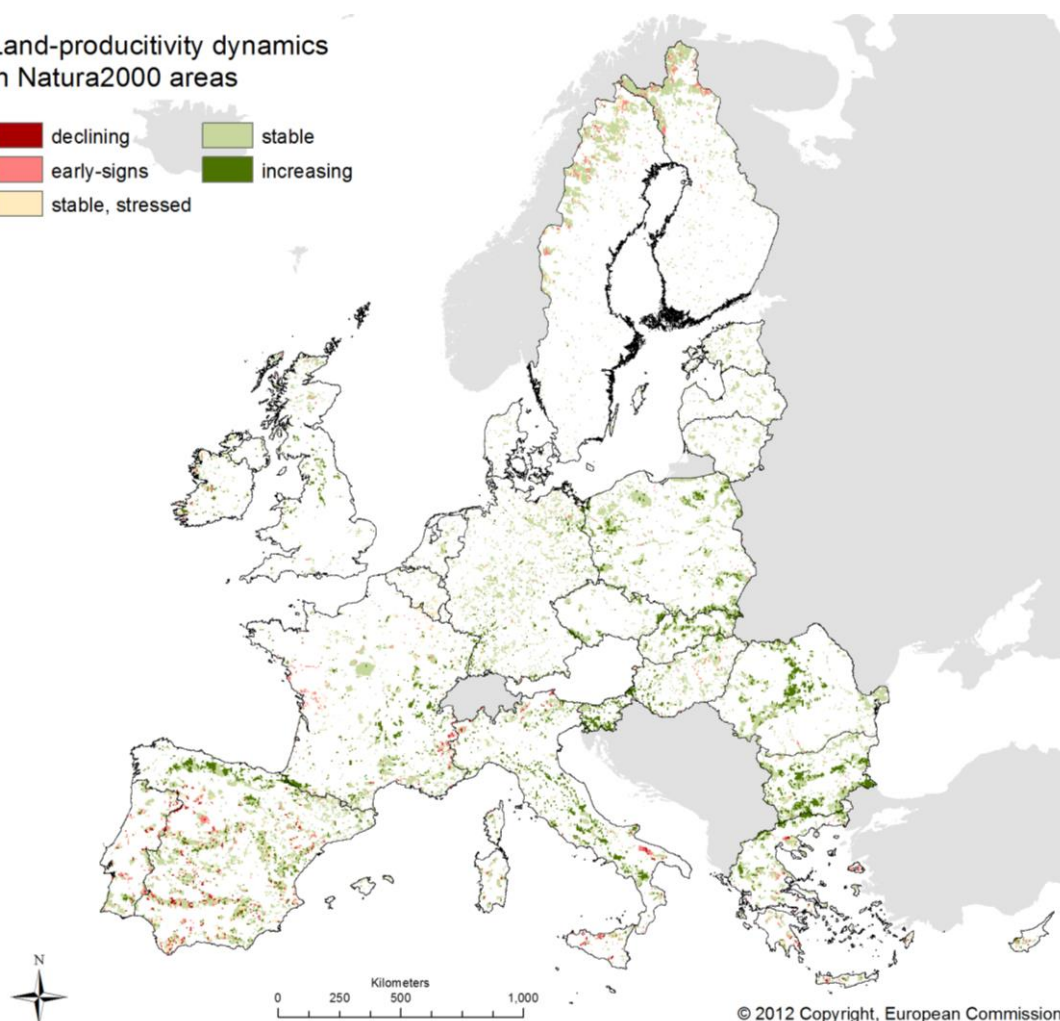 and-producitivity dynamics
n Natura2000 areas
declining
stable
early-signs
increasing
stable, stressed
N
Kilometers
0 250 500 1,000
© 2012 Copyright, European Commission